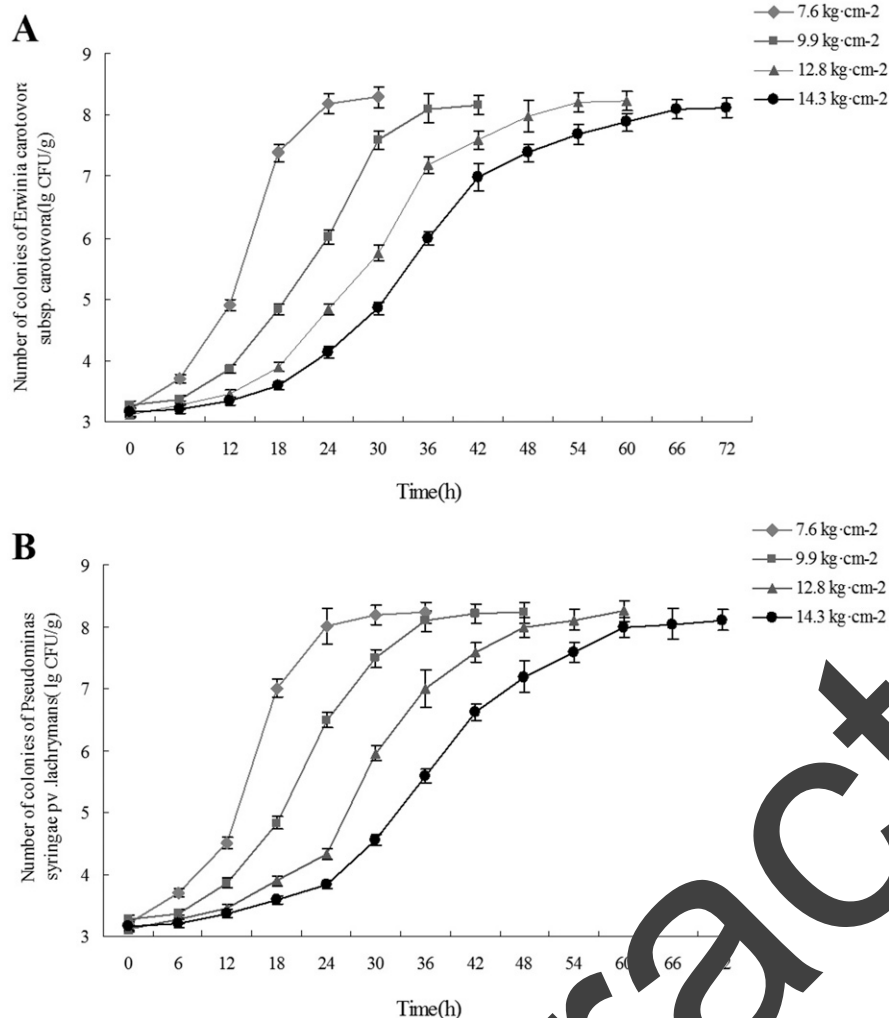 A
7.6 kg·cm-2
9.9 kg·cm-2
12.8 kg·cm-2
14.3 kg·cm-2
Number of colonies of Erwinia carotovora
subsp. carotovora(lg CFU/g)
9
8
7
6
5
4
3
0 6 12 18 24 30 36 42 48 54 60 66 72
Time(h)
B
7.6 kg·cm-2
9.9 kg·cm-2
12.8 kg·cm-2
14.3 kg·cm-2
Number of colonies of Pseudominas
syringae pv .lachrymans( lg CFU/g)
9
8
7
6
5
4
3
0 6 12 18 24 30 36 42 48 54 60 66
Time(h)
ract